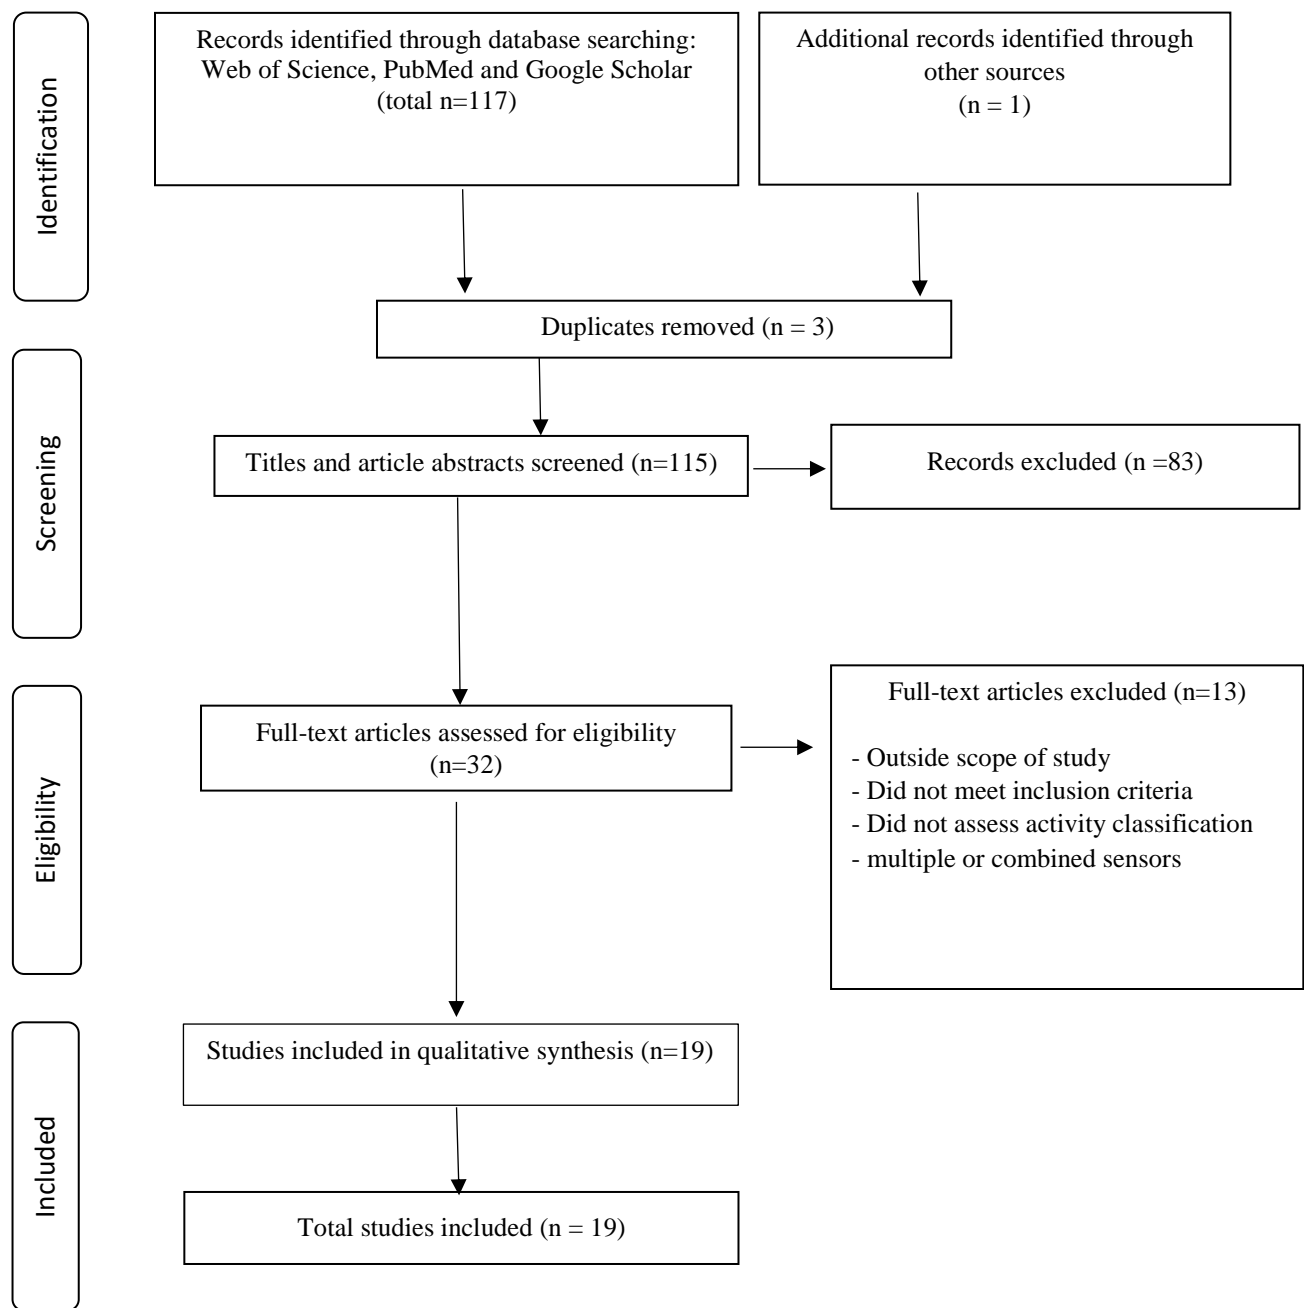 Identification
Records identified through database searching:
Web of Science, PubMed and Google Scholar
(total n=117)
Additional records identified through
other sources
(n = 1)
Duplicates removed (n = 3)
Screening
Titles and article abstracts screened (n=115)
Records excluded (n =83)
Eligibility
Full-text articles assessed for eligibility
(n=32)
Full-text articles excluded (n=13)
- Outside scope of study
- Did not meet inclusion criteria
- Did not assess activity classification
- multiple or combined sensors
Included
Studies included in qualitative synthesis (n=19)
Total studies included (n = 19)